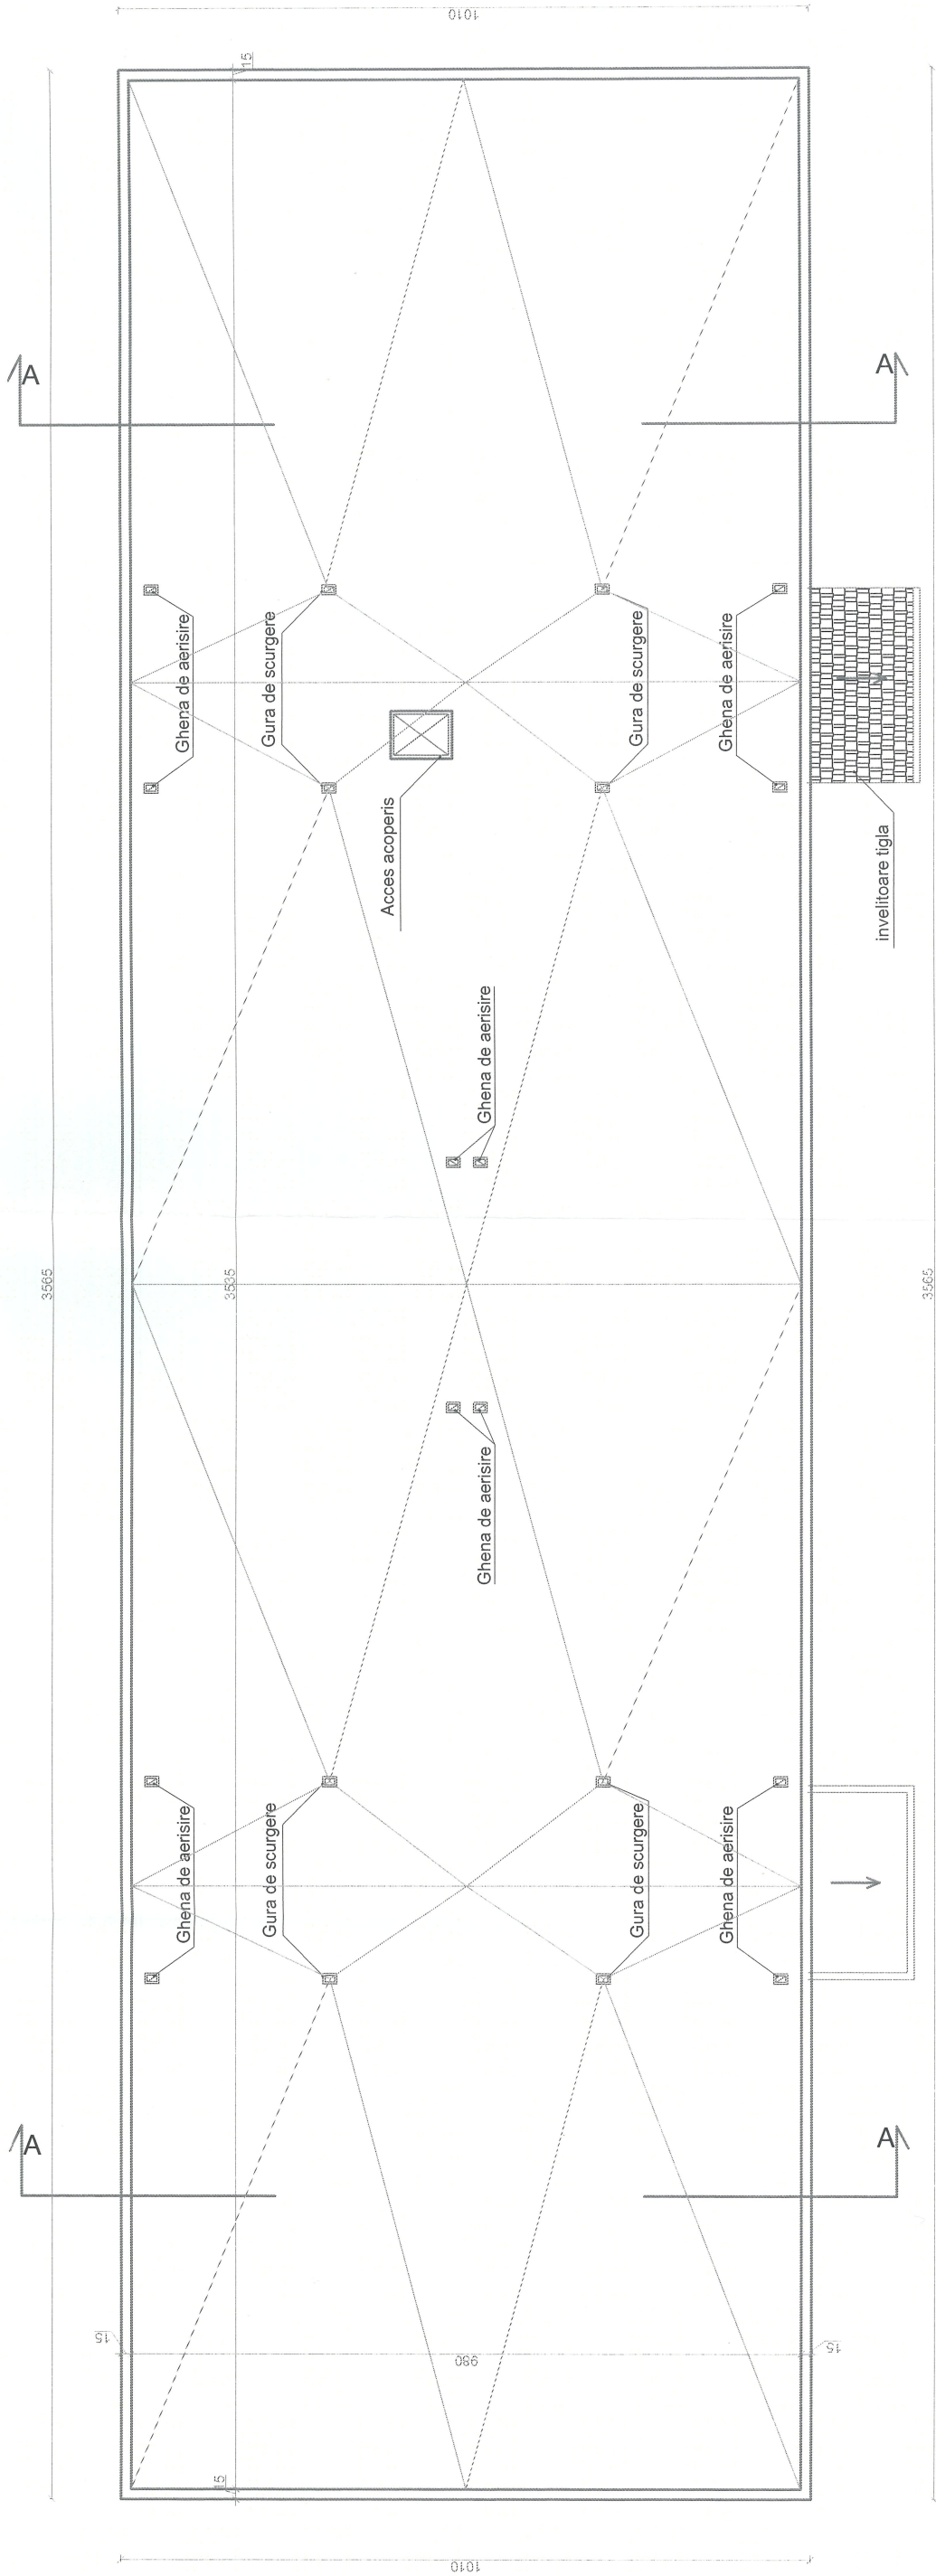 1010
15
A
A
Ghena de aerisire
Gura de scurgere
Gura de scurgere
Ghena de aerisire
Acces acoperis
invelitoare tigla
Ghena de aerisire
3565
3535
3565
Ghena de aerisire
Ghena de aerisire
Gura de scurgere
Gura de scurgere
Ghena de aerisire
A
A
15
980
15
15
1010